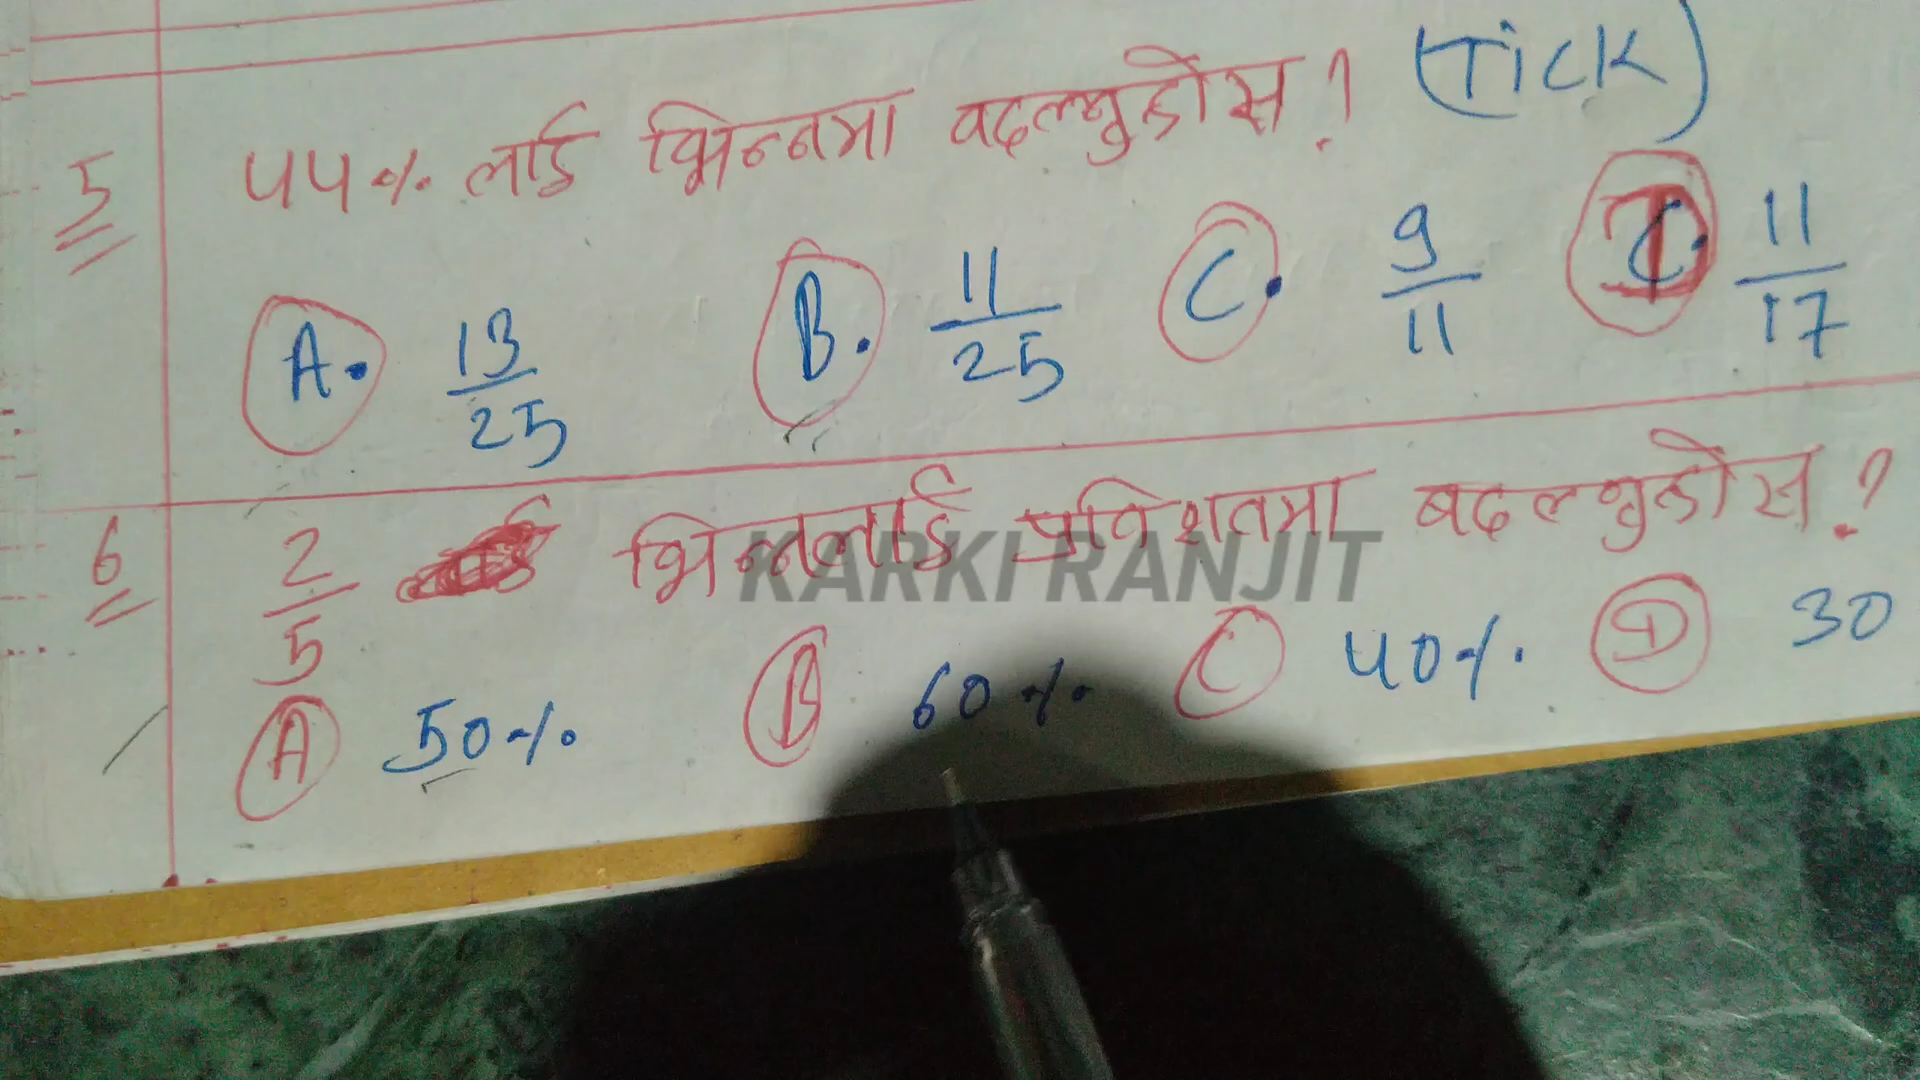 5 44% लाई भिन्नमा बदल्नुहोस ? (TiCK)
A. 13/25 B. 11/25 C. 9/11 D. 11/17
6 2/5 भिन्नलाई प्रतिशतमा बदल्नुहोस ?
A 50% B 60% C 40% D 30
KARKI RANJIT